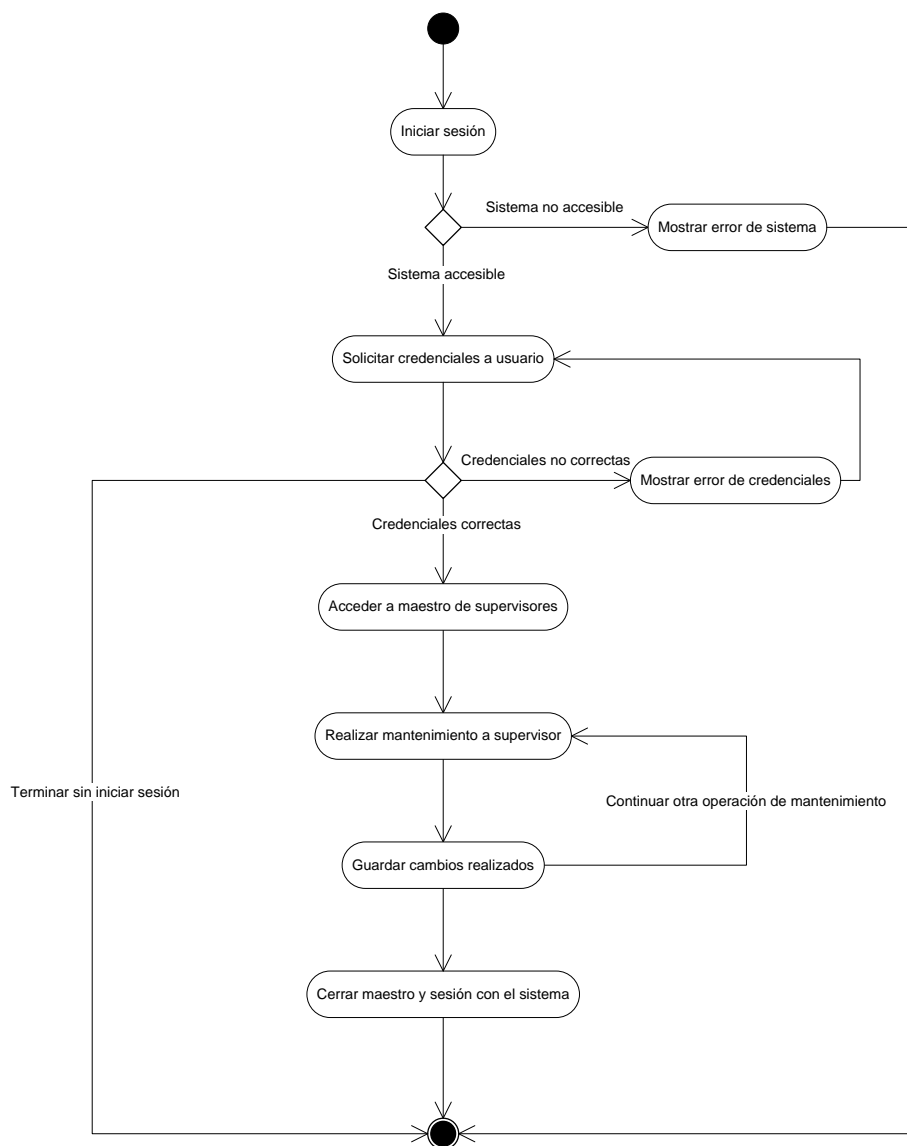 Iniciar sesión
Sistema no accesible
Mostrar error de sistema
Sistema accesible
Solicitar credenciales a usuario
Credenciales no correctas
Mostrar error de credenciales
Credenciales correctas
Acceder a maestro de supervisores
Realizar mantenimiento a supervisor
Terminar sin iniciar sesión
Continuar otra operación de mantenimiento
Guardar cambios realizados
Cerrar maestro y sesión con el sistema